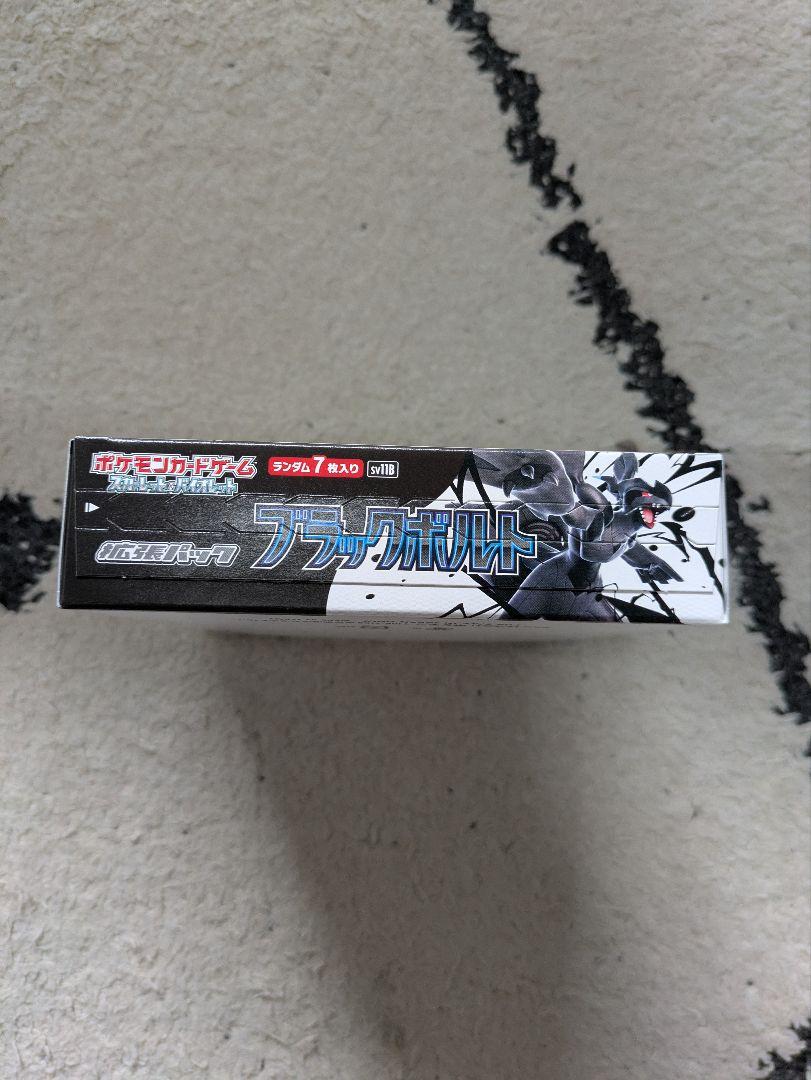 ポケモンカードゲーム
スカーレット&バイオレット
ランダム7枚入り
sv11B
拡張パック
ブラックボルト